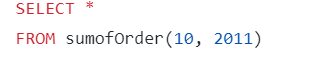 SELECT *
FROM sumofOrder(10, 2011)